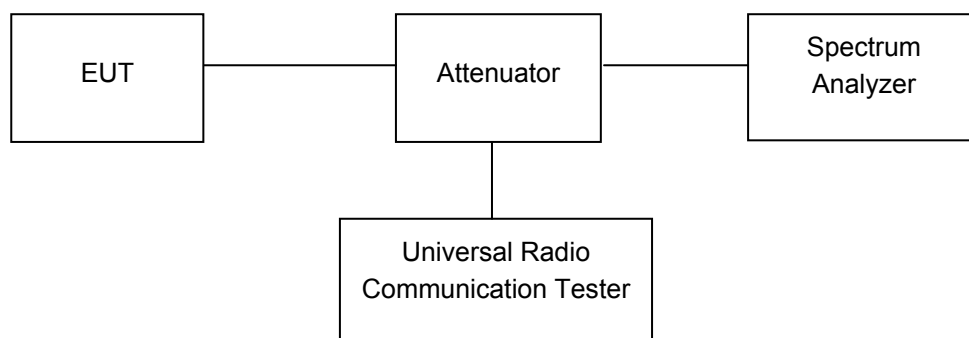 EUT
Attenuator
Spectrum
Analyzer
Universal Radio
Communication Tester